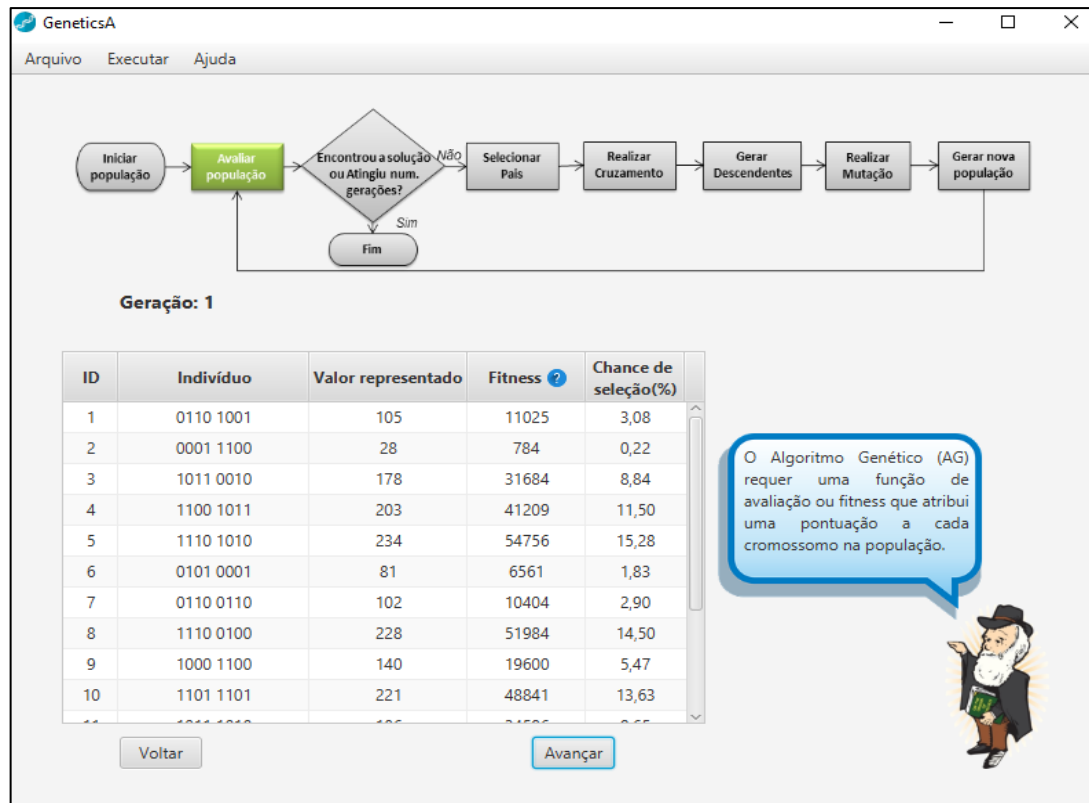 GeneticsA
Arquivo Executar Ajuda
Iniciar
população
Avaliar
população
Encontrou a solução
ou Atingiu num.
gerações?
Não
Selecionar
Pais
Realizar
Cruzamento
Gerar
Descendentes
Realizar
Mutação
Gerar nova
população
Sim
Fim
Geração: 1
ID Indivíduo Valor representado Fitness ? Chance de
seleção(%)
1 0110 1001 105 11025 3,08
2 0001 1100 28 784 0,22
3 1011 0010 178 31684 8,84
4 1100 1011 203 41209 11,50
5 1110 1010 234 54756 15,28
6 0101 0001 81 6561 1,83
7 0110 0110 102 10404 2,90
8 1110 0100 228 51984 14,50
9 1000 1100 140 19600 5,47
10 1101 1101 221 48841 13,63
O Algoritmo Genético (AG)
requer uma função de
avaliação ou fitness que atribui
uma pontuação a cada
cromossomo na população.
Voltar
Avançar